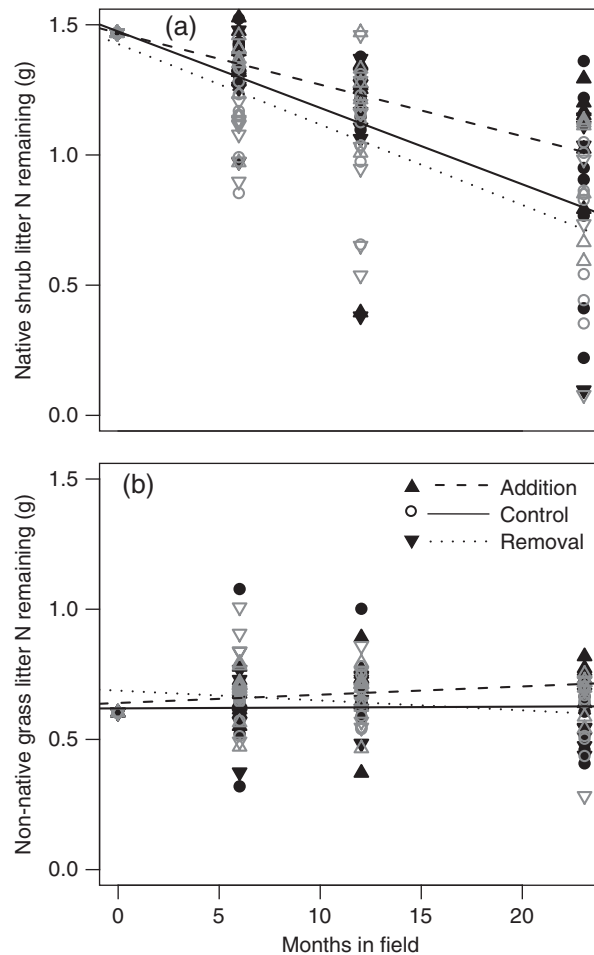 (a)
Native shrub litter N remaining (g)
1.5
1.0
0.5
0.0
(b)
Addition
Control
Removal
Non-native grass litter N remaining (g)
1.5
1.0
0.5
0.0
0
5
10
15
20
Months in field